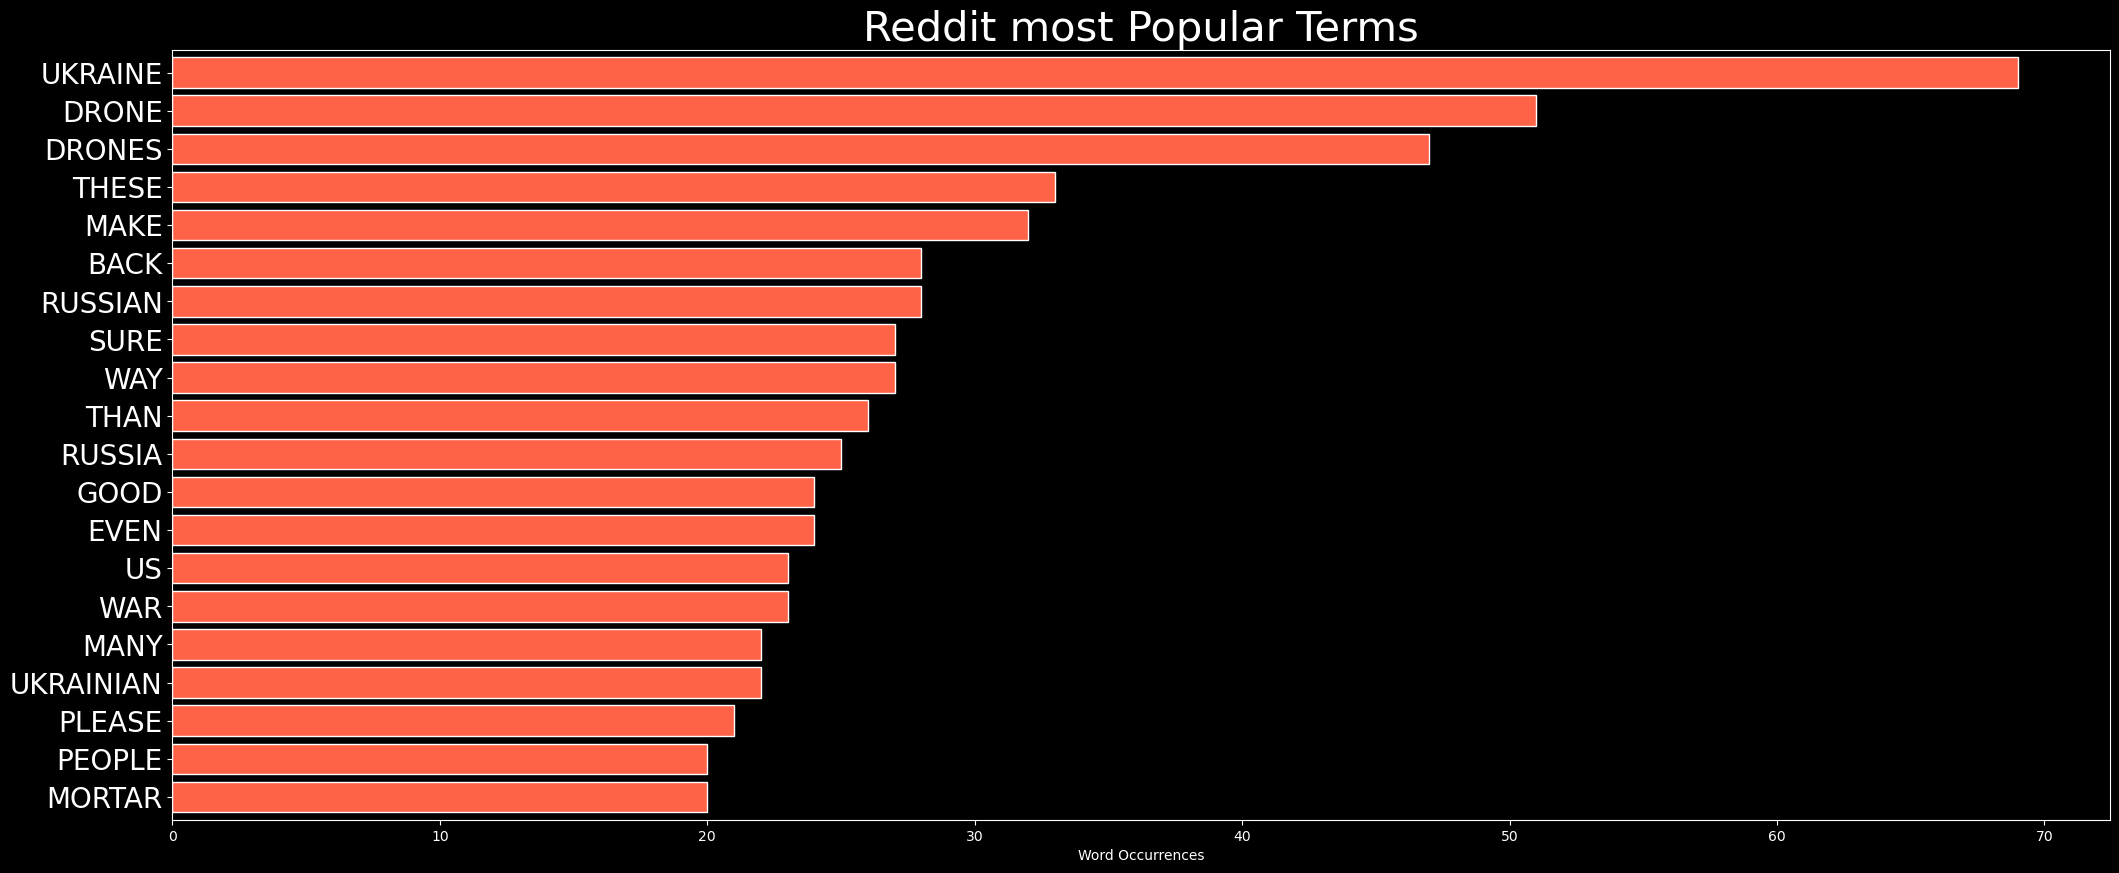 Reddit most Popular Terms
UKRAINE
DRONE
DRONES
THESE
MAKE
BACK
RUSSIAN
SURE
WAY
THAN
RUSSIA
GOOD
EVEN
US
WAR
MANY
UKRAINIAN
PLEASE
PEOPLE
MORTAR
0 10 20 30 40 50 60 70
Word Occurrences